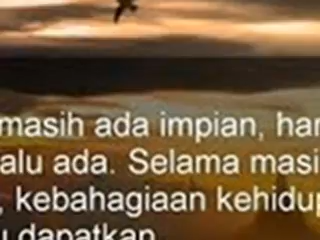 masih ada impian, har
alu ada. Selama masi
, kebahagiaan kehidup
u dapatkan